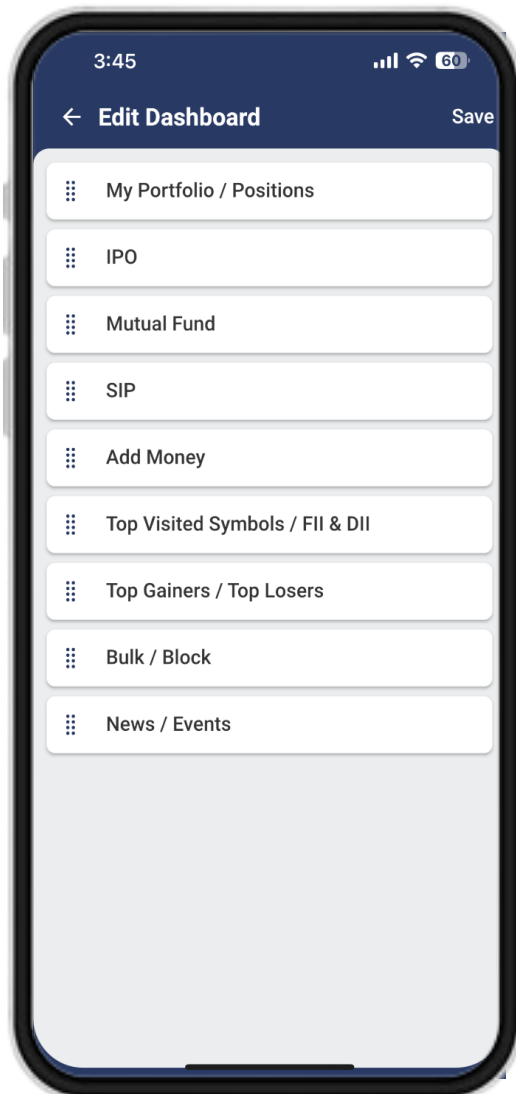 3:45
60
Edit Dashboard
Save
My Portfolio / Positions
IPO
Mutual Fund
SIP
Add Money
Top Visited Symbols / FII & DII
Top Gainers / Top Losers
Bulk / Block
News / Events